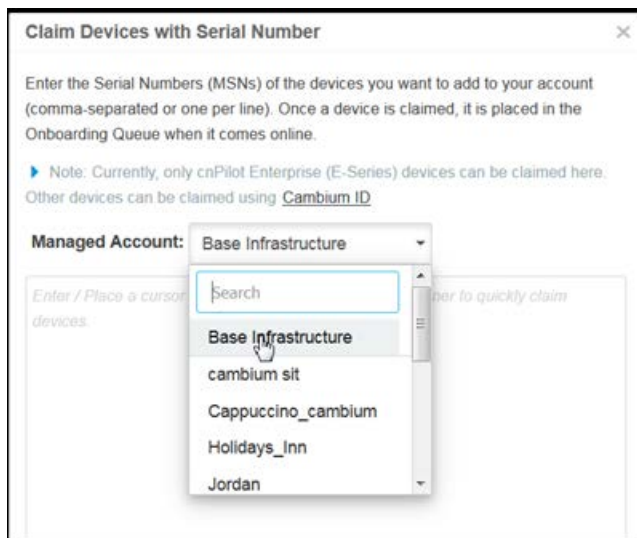 Claim Devices with Serial Number
Enter the Serial Numbers (MSNs) of the devices you want to add to your account
(comma-separated or one per line). Once a device is claimed, it is placed in the
Onboarding Queue when it comes online.
Note: Currently, only cnPilot Enterprise (E-Series) devices can be claimed here.
Other devices can be claimed using Cambium ID
Managed Account: Base Infrastructure
Enter / Place a cursor ner to quickly claim
devices.
Search
Base Infrastructure
cambium sit
Cappuccino_cambium
Holidays_Inn
Jordan